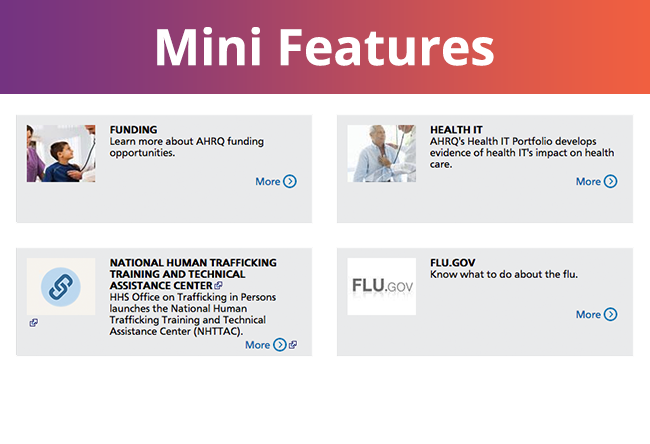 Mini Features
FUNDING
Learn more about AHRQ funding
opportunities.
More
HEALTH IT
AHRQ's Health IT Portfolio develops
evidence of health IT's impact on health
care.
More
NATIONAL HUMAN TRAFFICKING
TRAINING AND TECHNICAL
ASSISTANCE CENTER
HHS Office on Trafficking in Persons
launches the National Human
Trafficking Training and Technical
Assistance Center (NHTTAC).
More
FLU.GOV
FLU.GOV
Know what to do about the flu.
More